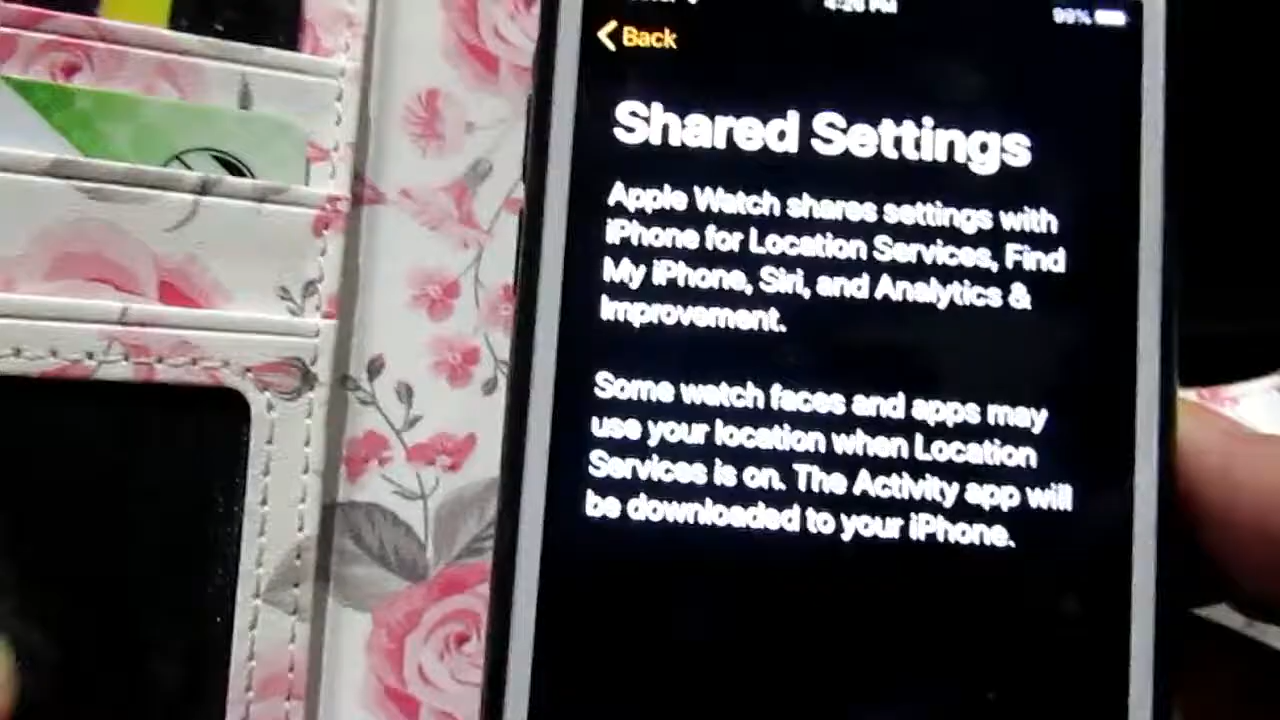 99%
Back
Shared Settings
Apple Watch shares settings with
iPhone for Location Services, Find
My iPhone, Siri, and Analytics &
Improvement.
Some watch faces and apps may
use your location when Location
Services is on. The Activity app will
be downloaded to your iPhone.